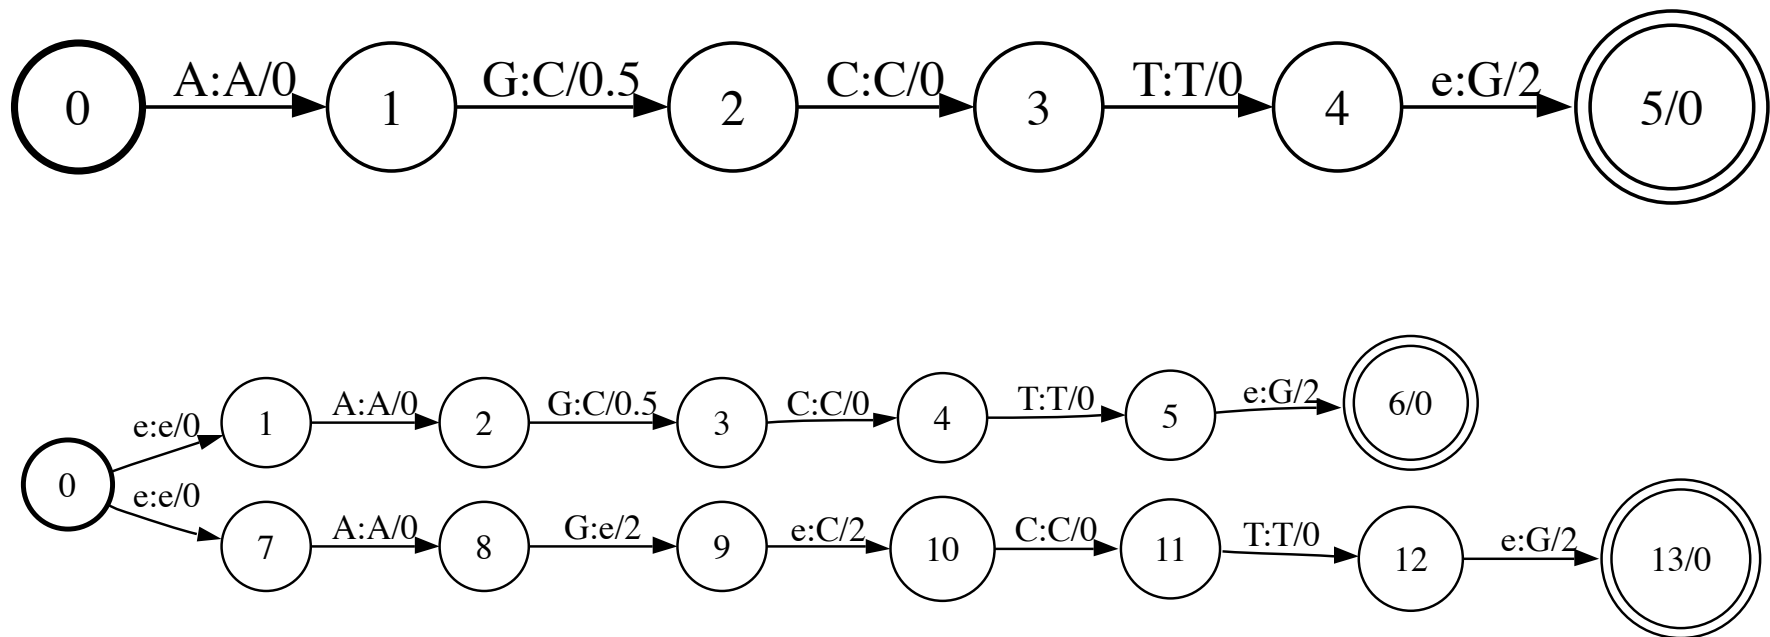 0 A:A/0 1 G:C/0.5 2 C:C/0 3 T:T/0 4 e:G/2 5/0
e:e/0 1 A:A/0 2 G:C/0.5 3 C:C/0 4 T:T/0 5 e:G/2 6/0
0
e:e/0 7 A:A/0 8 G:e/2 9 e:C/2 10 C:C/0 11 T:T/0 12 e:G/2 13/0